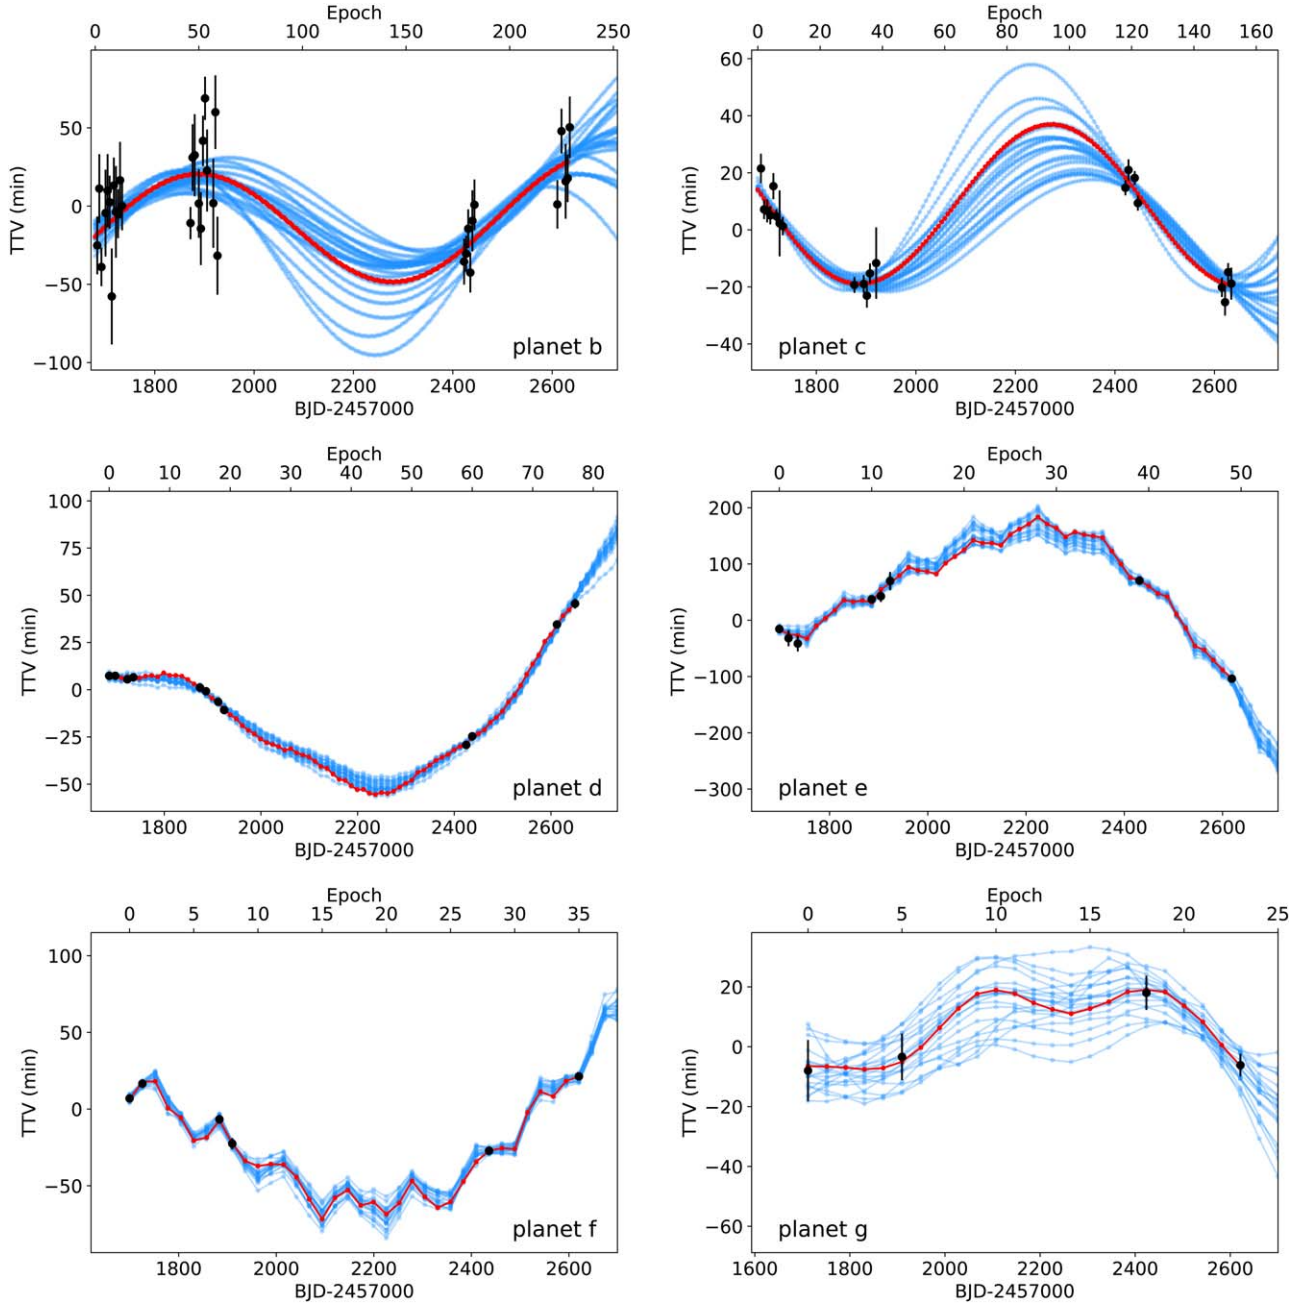 Epoch
0 50 100 150 200 250
TTV (min)
50
0
−50
−100
planet b
1800 2000 2200 2400 2600
BJD-2457000
Epoch
0 20 40 60 80 100 120 140 160
TTV (min)
60
40
20
0
−20
−40
planet c
1800 2000 2200 2400 2600
BJD-2457000
Epoch
0 10 20 30 40 50 60 70 80
TTV (min)
100
75
50
25
0
−25
−50
planet d
1800 2000 2200 2400 2600
BJD-2457000
Epoch
0 10 20 30 40 50
TTV (min)
200
100
0
−100
−200
−300
planet e
1800 2000 2200 2400 2600
BJD-2457000
Epoch
0 5 10 15 20 25 30 35
TTV (min)
100
50
0
−50
planet f
1800 2000 2200 2400 2600
BJD-2457000
Epoch
0 5 10 15 20 25
TTV (min)
20
0
−20
−40
−60
planet g
1600 1800 2000 2200 2400 2600
BJD-2457000